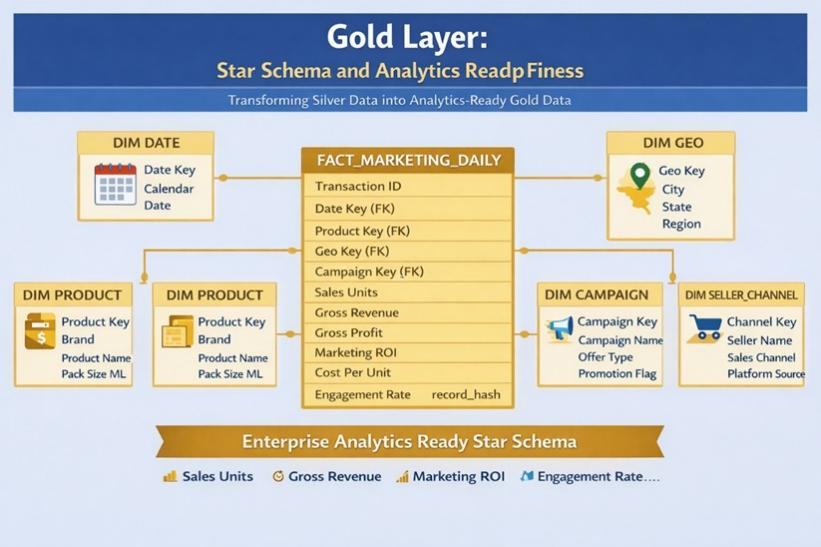 Gold Layer:
Star Schema and Analytics ReadpFiness
Transforming Silver Data into Analytics-Ready Gold Data
DIM DATE
Date Key
Calendar
Date
FACT_MARKETING_DAILY
Transaction ID
Date Key (FK)
Product Key (FK)
Geo Key (FK)
Campaign Key (FK)
Sales Units
Gross Revenue
Gross Profit
Marketing ROI
Cost Per Unit
Engagement Rate record_hash
DIM GEO
Geo Key
City
State
Region
DIM PRODUCT
$
Product Key
Brand
Product Name
Pack Size ML
DIM PRODUCT
Product Key
Brand
Product Name
Pack Size ML
DIM CAMPAIGN
Campaign Key
Campaign Name
Offer Type
Promotion Flag
DIM SELLER_CHANNEL
Channel Key
Seller Name
Sales Channel
Platform Source
Enterprise Analytics Ready Star Schema
Sales Units Gross Revenue Marketing ROI Engagement Rate....